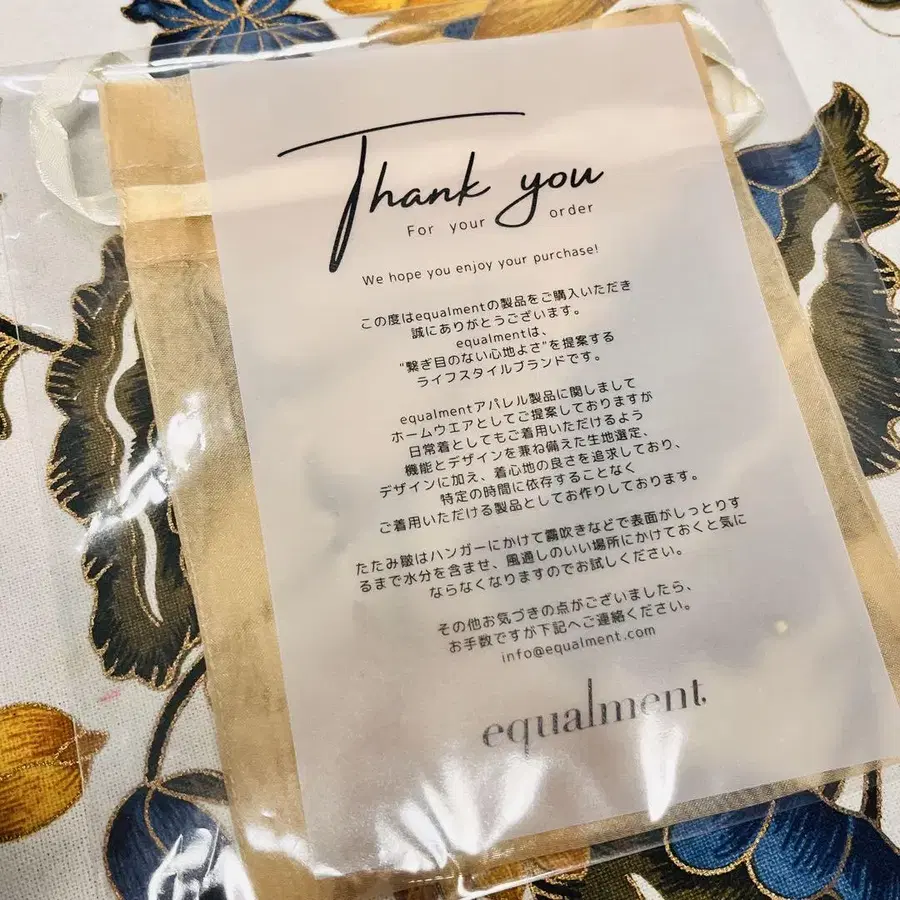 Thank you
For your order
We hope you enjoy your purchase!
この度はequalmentの製品をご購入いただき
誠にありがとうございます。
equalmentは、
“繋ぎ目のない心地よさ”を提案する
ライフスタイルブランドです。
equalmentアパレル製品に関しまして
ホームウエアとしてご提案しておりますが
日常着としてもご着用いただけるよう
機能とデザインを兼ね備えた生地選定、
デザインに加え、着心地の良さを追求しており、
特定の時間に依存することなく
ご着用いただける製品としてお作りしております。
たたみ皺はハンガーにかけて霧吹きなどで表面がしっとりす
るまで水分を含ませ、風通しのいい場所にかけておくと気に
ならなくなりますのでお試しください。
その他お気づきの点がございましたら、
お手数ですが下記へご連絡ください。
info@equalment.com
equalment